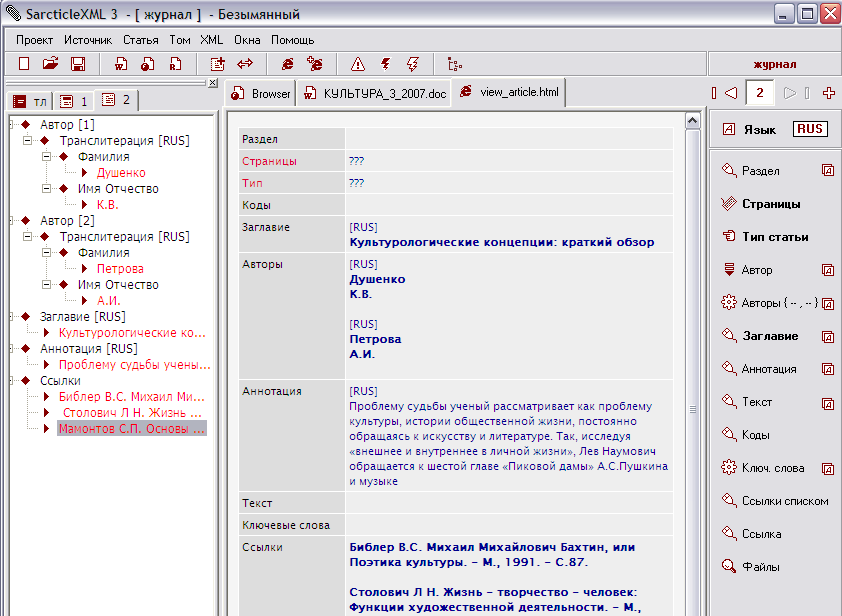 SarcticleXML 3 - [ журнал ] - Безымянный
Проект Источник Статья Том XML Окна Помощь
журнал
тл 1 2
Browser КУЛЬТУРА_3_2007.doc view_article.html
2
Автор [1]
Транслитерация [RUS]
Фамилия
Душенко
Имя Отчество
К.В.
Автор [2]
Транслитерация [RUS]
Фамилия
Петрова
Имя Отчество
А.И.
Заглавие [RUS]
Культурологические ко...
Аннотация [RUS]
Проблему судьбы учены...
Ссылки
Библер В.С. Михаил Ми...
Столович Л Н. Жизнь ...
Мамонтов С.П. Основы ...
Раздел
Страницы ???
Тип ???
Коды
Заглавие [RUS]
Культурологические концепции: краткий обзор
Авторы [RUS]
Душенко
К.В.
[RUS]
Петрова
А.И.
Аннотация [RUS]
Проблему судьбы ученый рассматривает как проблему
культуры, истории общественной жизни, постоянно
обращаясь к искусству и литературе. Так, исследуя
«внешнее и внутреннее в личной жизни», Лев Наумович
обращается к шестой главе «Пиковой дамы» А.С.Пушкина
и музыке
Текст
Ключевые слова
Ссылки Библер В.С. Михаил Михайлович Бахтин, или
Поэтика культуры. – М., 1991. – С.87.
Столович Л Н. Жизнь – творчество – человек:
Функции художественной деятельности. – М.,
Язык RUS
Раздел
Страницы
Тип статьи
Автор
Авторы { -- , -- }
Заглавие
Аннотация
Текст
Коды
Ключ. слова
Ссылки списком
Ссылка
Файлы